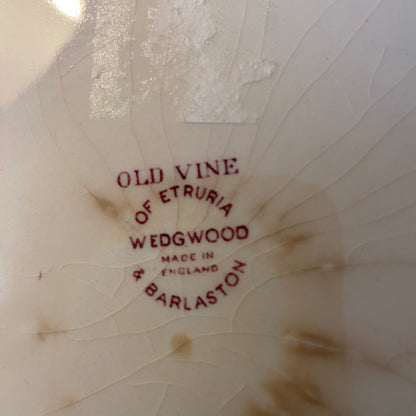 OLD VINE
OF ETRURIA
WEDGWOOD
MADE IN
ENGLAND
& BARLASTON